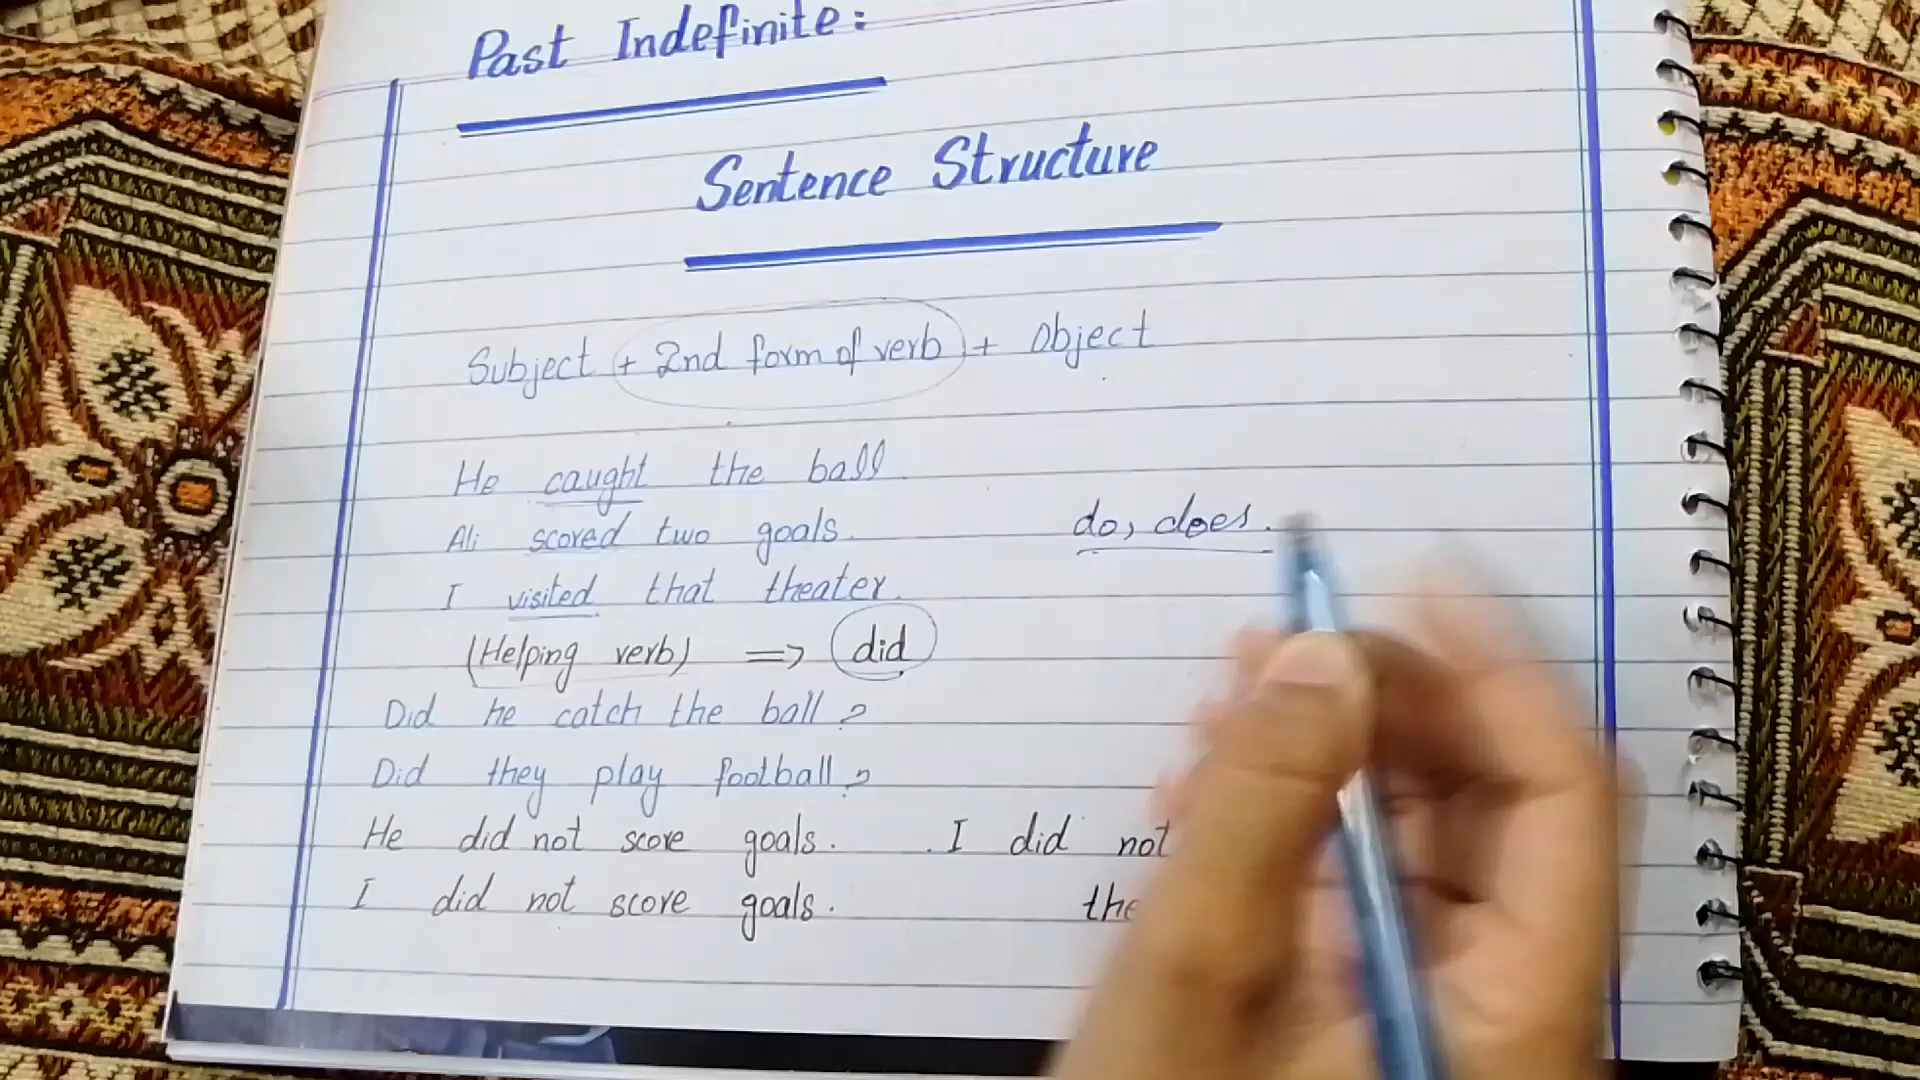 Past Indefinite:
Sentence Structure
Subject + 2nd form of verb + Object
He caught the ball
Ali scored two goals.
do, does.
I visited that theater.
(Helping verb) => did
Did he catch the ball?
Did they play football?
He did not score goals. . I did not
I did not score goals.